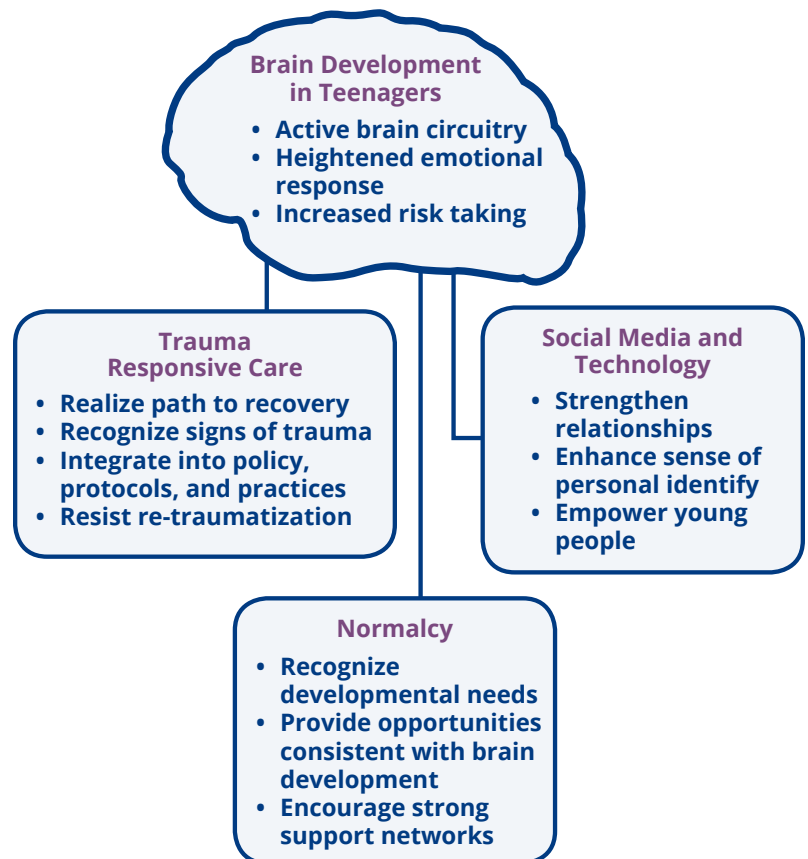 Brain Development
in Teenagers
• Active brain circuitry
• Heightened emotional
response
• Increased risk taking
Trauma
Responsive Care
• Realize path to recovery
• Recognize signs of trauma
• Integrate into policy,
protocols, and practices
• Resist re-traumatization
Social Media and
Technology
• Strengthen
relationships
• Enhance sense of
personal identify
• Empower young
people
Normalcy
• Recognize
developmental needs
• Provide opportunities
consistent with brain
development
• Encourage strong
support networks